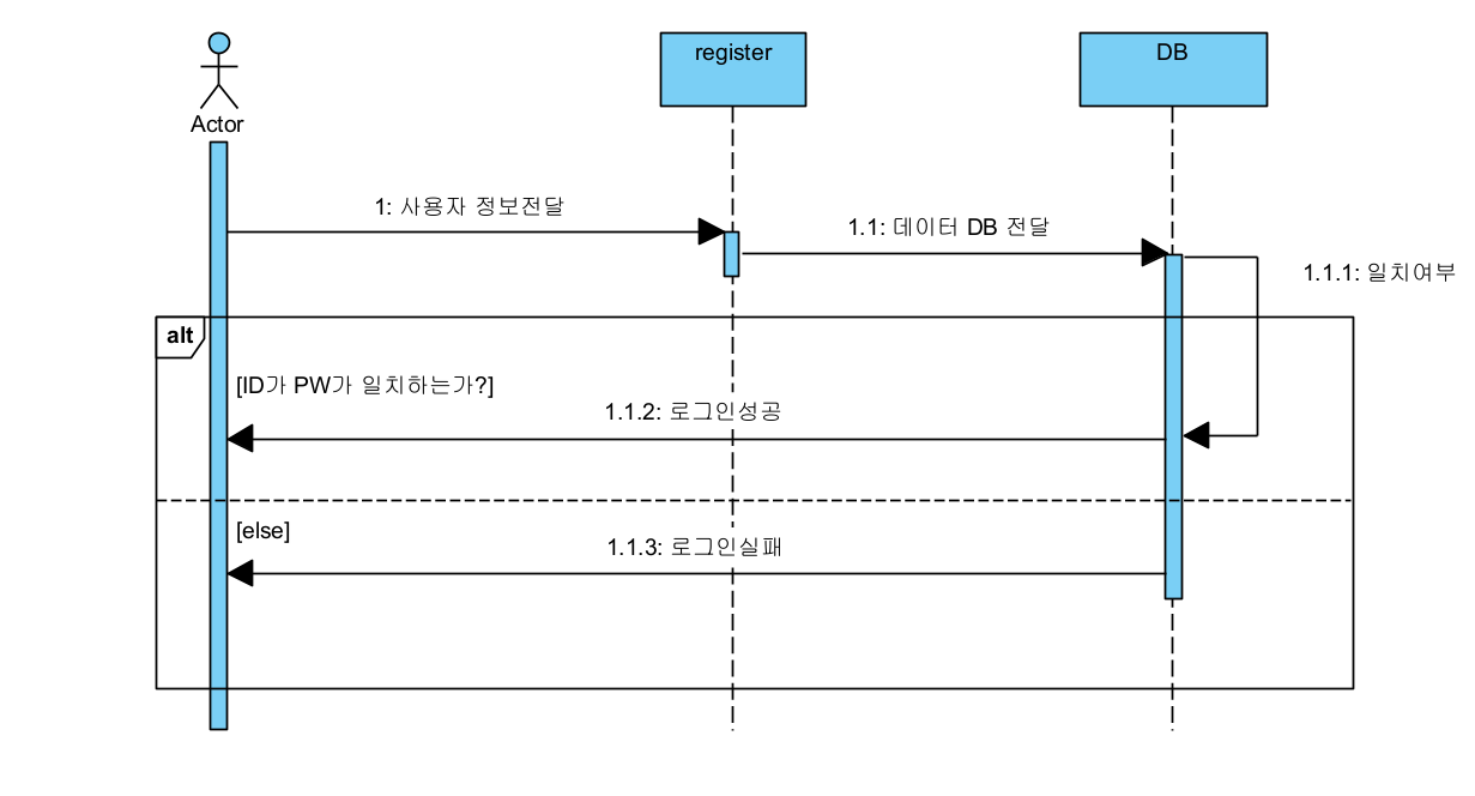 Actor
register
DB
1: 사용자 정보전달
1.1: 데이터 DB 전달
1.1.1: 일치여부
alt
[ID가 PW가 일치하는가?]
1.1.2: 로그인성공
[else]
1.1.3: 로그인실패